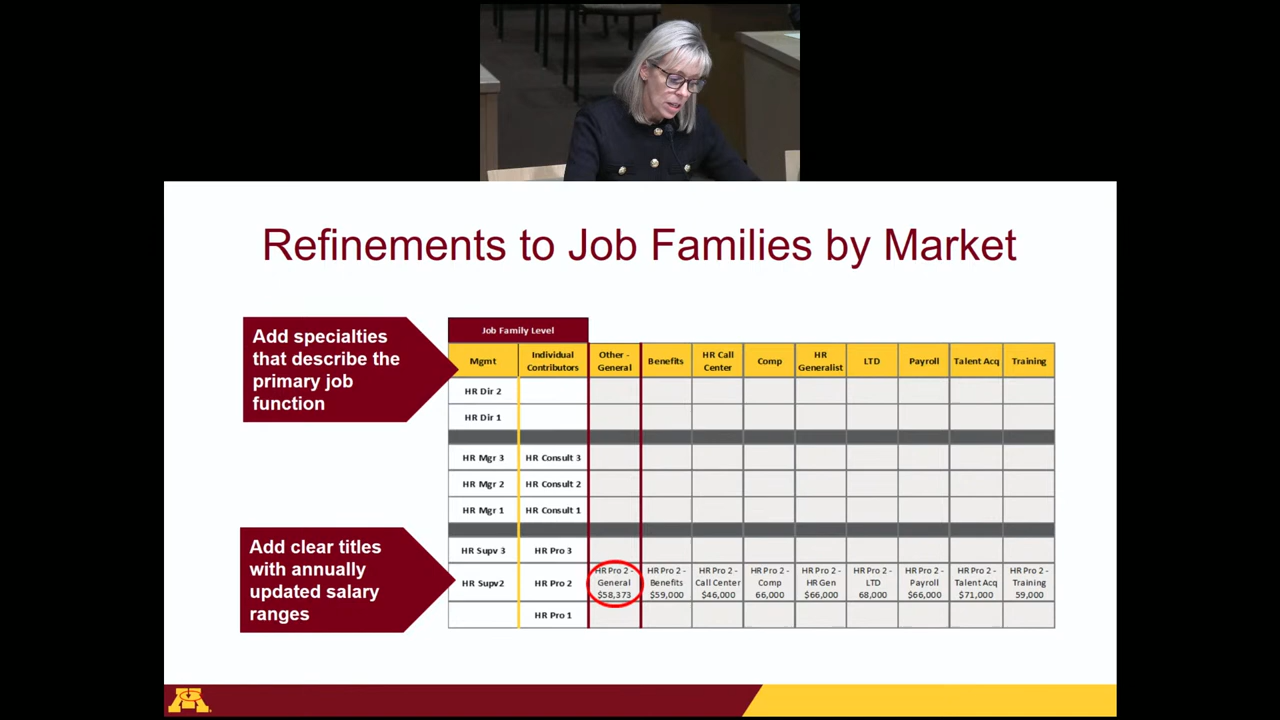 Refinements to Job Families by Market
Add specialties
that describe the
primary job
function
Add clear titles
with annually
updated salary
ranges
Job Family Level
Mgmt
Individual
Contributors
Other -
General
Benefits
HR Call
Center
Comp
HR
Generalist
LTD
Payroll
Talent Acq
Training
HR Dir 2
HR Dir 1
HR Mgr 3
HR Consult 3
HR Mgr 2
HR Consult 2
HR Mgr 1
HR Consult 1
HR Supv 3
HR Pro 3
HR Supv2
HR Pro 2
HR Pro 2 -
General
$58,373
HR Pro 2 -
Benefits
$59,000
HR Pro 2 -
Call Center
$46,000
HR Pro 2 -
Comp
66,000
HR Pro 2 -
HR Gen
$66,000
HR Pro 2 -
LTD
68,000
HR Pro 2 -
Payroll
$66,000
HR Pro 2 -
Talent Acq
$71,000
HR Pro 2 -
Training
59,000
HR Pro 1
M